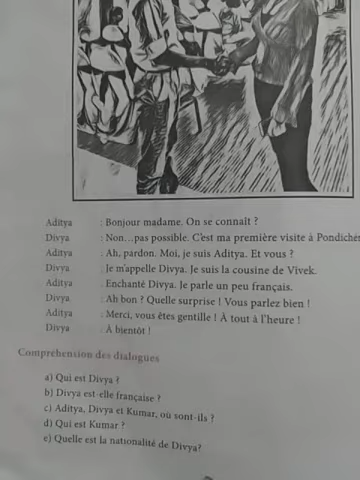 Aditya : Bonjour madame. On se connaît ?
Divya : Non...pas possible. C'est ma première visite à
Aditya : Ah, pardon. Moi, je suis Aditya. Et vous ?
Divya : Je m'appelle Divya. Je suis la cousine de Vivek.
Aditya : Enchanté Divya. Je parle un peu français.
Divya : Ah bon ? Quelle surprise ! Vous parlez bien !
Aditya : Merci, vous êtes gentille ! À tout à l'heure !
Divya : À bientôt !
Compréhension des dialogues
a) Qui est Divya ?
b) Divya est-elle française ?
c) Aditya, Divya et Kumar, où sont-ils ?
d) Qui est Kumar ?
e) Quelle est la nationalité de Divya?